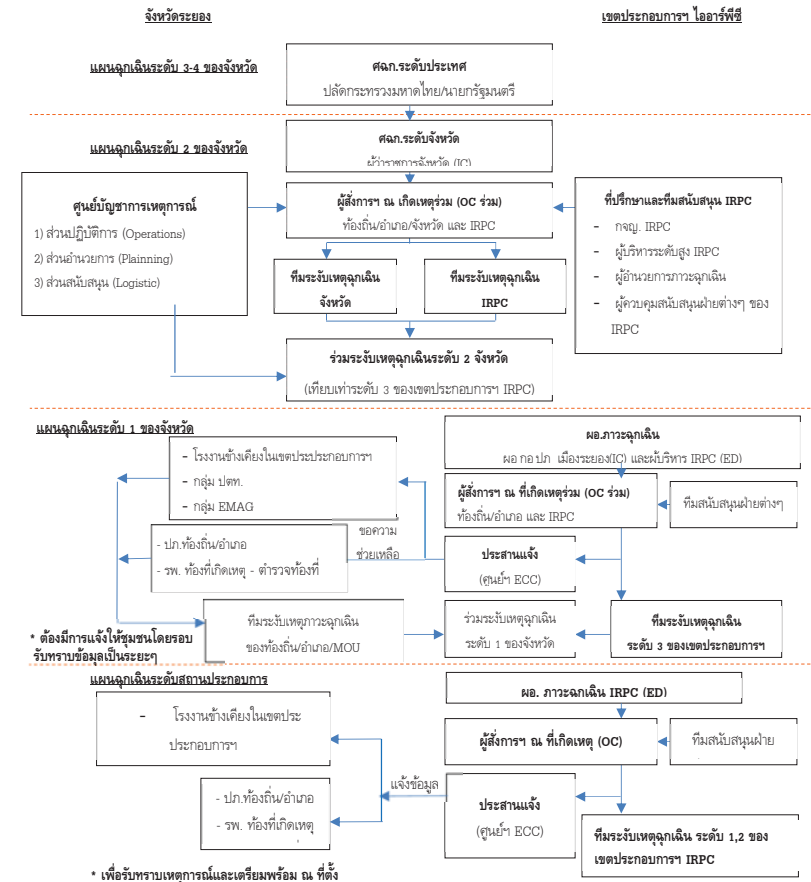 จังหวัดระยอง
เขตประกอบการฯ ไออาร์พีซี
แผนฉุกเฉินระดับ 3-4 ของจังหวัด
ศฉก.ระดับประเทศ
ปลัดกระทรวงมหาดไทย/นายกรัฐมนตรี
แผนฉุกเฉินระดับ 2 ของจังหวัด
ศฉก.ระดับจังหวัด
ผู้ว่าราชการจังหวัด (IC)
ศูนย์บัญชาการเหตุการณ์
1) ส่วนปฏิบัติการ (Operations)
2) ส่วนอำนวยการ (Plainning)
3) ส่วนสนับสนุน (Logistic)
ผู้สั่งการฯ ณ เกิดเหตุร่วม (OC ร่วม)
ท้องถิ่น/อำเภอ/จังหวัด และ IRPC
ที่ปรึกษาและทีมสนับสนุน IRPC
- กจญ. IRPC
- ผู้บริหารระดับสูง IRPC
- ผู้อำนวยการภาวะฉุกเฉิน
- ผู้ควบคุมสนับสนุนฝ่ายต่างๆ ของ
IRPC
ทีมระงับเหตุฉุกเฉิน
จังหวัด
ทีมระงับเหตุฉุกเฉิน
IRPC
ร่วมระงับเหตุฉุกเฉินระดับ 2 จังหวัด
(เทียบเท่าระดับ 3 ของเขตประกอบการฯ IRPC)
แผนฉุกเฉินระดับ 1 ของจังหวัด
ผอ.ภาวะฉุกเฉิน
ผอ กอ ปภ เมืองระยอง(IC) และผู้บริหาร IRPC (ED)
- โรงงานข้างเคียงในเขตประประกอบการฯ
- กลุ่ม ปตท.
- กลุ่ม EMAG
ผู้สั่งการฯ ณ ที่เกิดเหตุร่วม (OC ร่วม)
ท้องถิ่น/อำเภอ และ IRPC
ทีมสนับสนุนฝ่ายต่างๆ
ขอความ
ช่วยเหลือ
- ปภ.ท้องถิ่น/อำเภอ
- รพ. ท้องที่เกิดเหตุ - ตำรวจท้องที่
ประสานแจ้ง
(ศูนย์ฯ ECC)
ทีมระงับเหตุภาวะฉุกเฉิน
ของท้องถิ่น/อำเภอ/MOU
ร่วมระงับเหตุฉุกเฉิน
ระดับ 1 ของจังหวัด
ทีมระงับเหตุฉุกเฉิน
ระดับ 3 ของเขตประกอบการฯ
* ต้องมีการแจ้งให้ชุมชนโดยรอบ
รับทราบข้อมูลเป็นระยะๆ
แผนฉุกเฉินระดับสถานประกอบการ
ผอ. ภาวะฉุกเฉิน IRPC (ED)
- โรงงานข้างเคียงในเขตประ
ประกอบการฯ
ผู้สั่งการฯ ณ ที่เกิดเหตุ (OC)
ทีมสนับสนุนฝ่าย
แจ้งข้อมูล
- ปภ.ท้องถิ่น/อำเภอ
- รพ. ท้องที่เกิดเหตุ
ประสานแจ้ง
(ศูนย์ฯ ECC)
ทีมระงับเหตุฉุกเฉิน ระดับ 1,2 ของ
เขตประกอบการฯ IRPC
* เพื่อรับทราบเหตุการณ์และเตรียมพร้อม ณ ที่ตั้ง